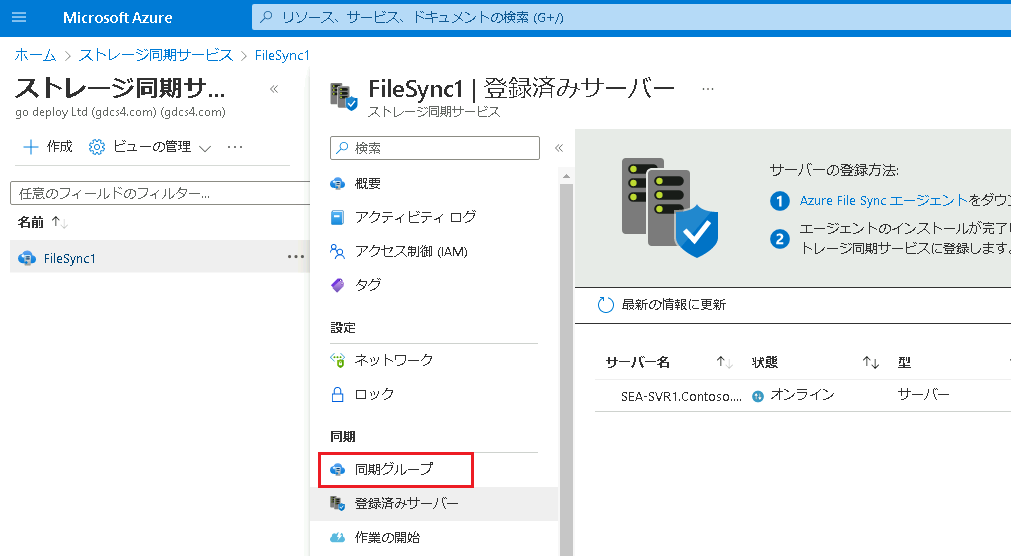 Microsoft Azure
リソース、サービス、ドキュメントの検索 (G+/)
ホーム > ストレージ同期サービス > FileSync1
ストレージ同期サ...
go deploy Ltd (gdcs4.com) (gdcs4.com)
作成
ビューの管理
任意のフィールドのフィルター...
名前
FileSync1
FileSync1 | 登録済みサーバー
ストレージ同期サービス
検索
概要
アクティビティ ログ
アクセス制御 (IAM)
タグ
設定
ネットワーク
ロック
同期
同期グループ
登録済みサーバー
作業の開始
サーバーの登録方法:
1 Azure File Sync エージェントをダウ
2 エージェントのインストールが完了し
トレージ同期サービスに登録します。
最新の情報に更新
サーバー名 状態 型
SEA-SVR1.Contoso.... オンライン サーバー